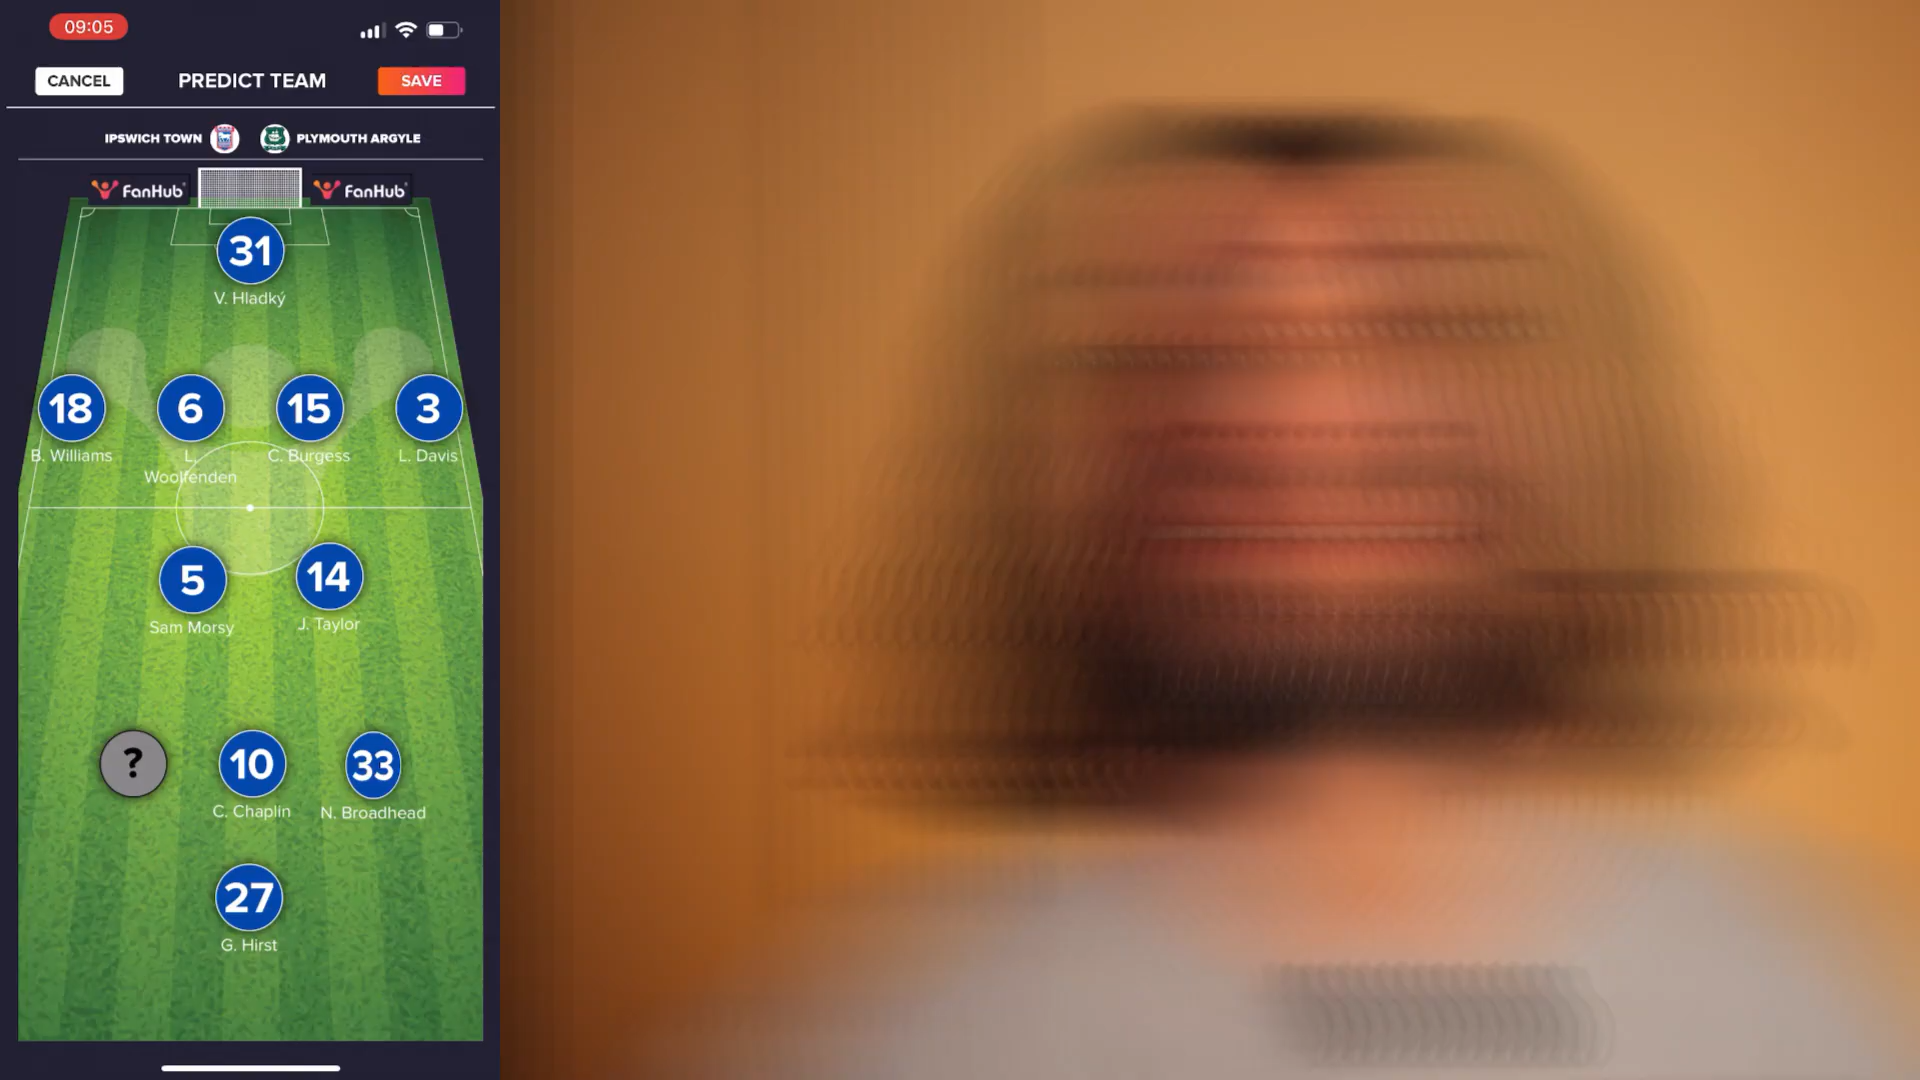 09:05
CANCEL PREDICT TEAM SAVE
IPSWICH TOWN PLYMOUTH ARGYLE
FanHub FanHub
31
V. Hladký
18 6 15 3
B. Williams L. Woolfenden C. Burgess L. Davis
5 14
Sam Morsy J. Taylor
? 10 33
C. Chaplin N. Broadhead
27
G. Hirst